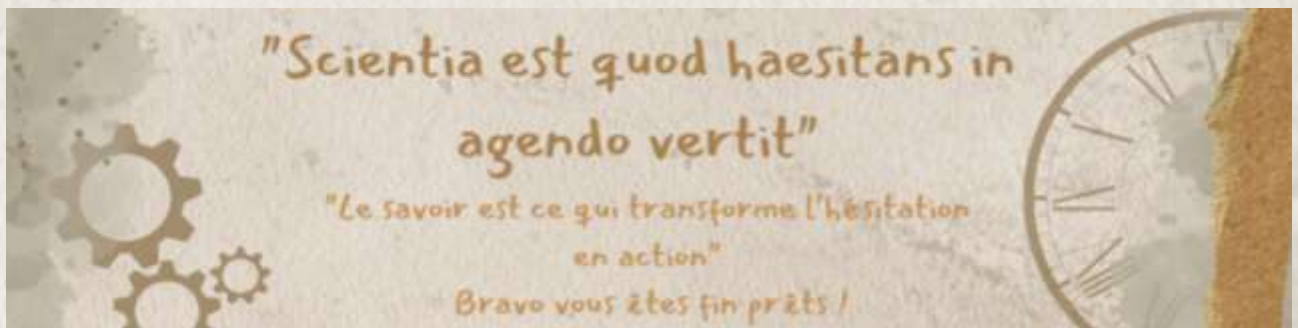 "Scientia est quod haesitans in
agendo vertit"
"Le savoir est ce qui transforme l'hésitation
en action"
Bravo vous êtes fin prêts !